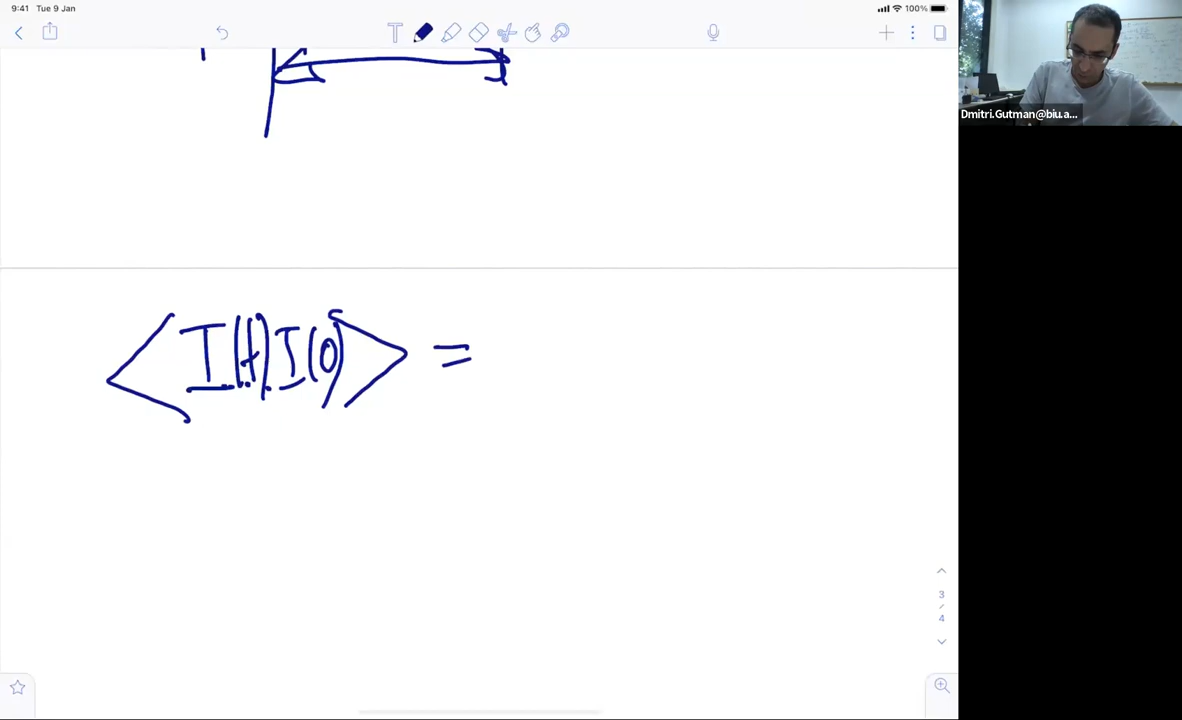 9:41 Tue 9 Jan
100%
T
Dmitri.Gutman@biu.a...
<I(t)I(0)> =
3
/
4